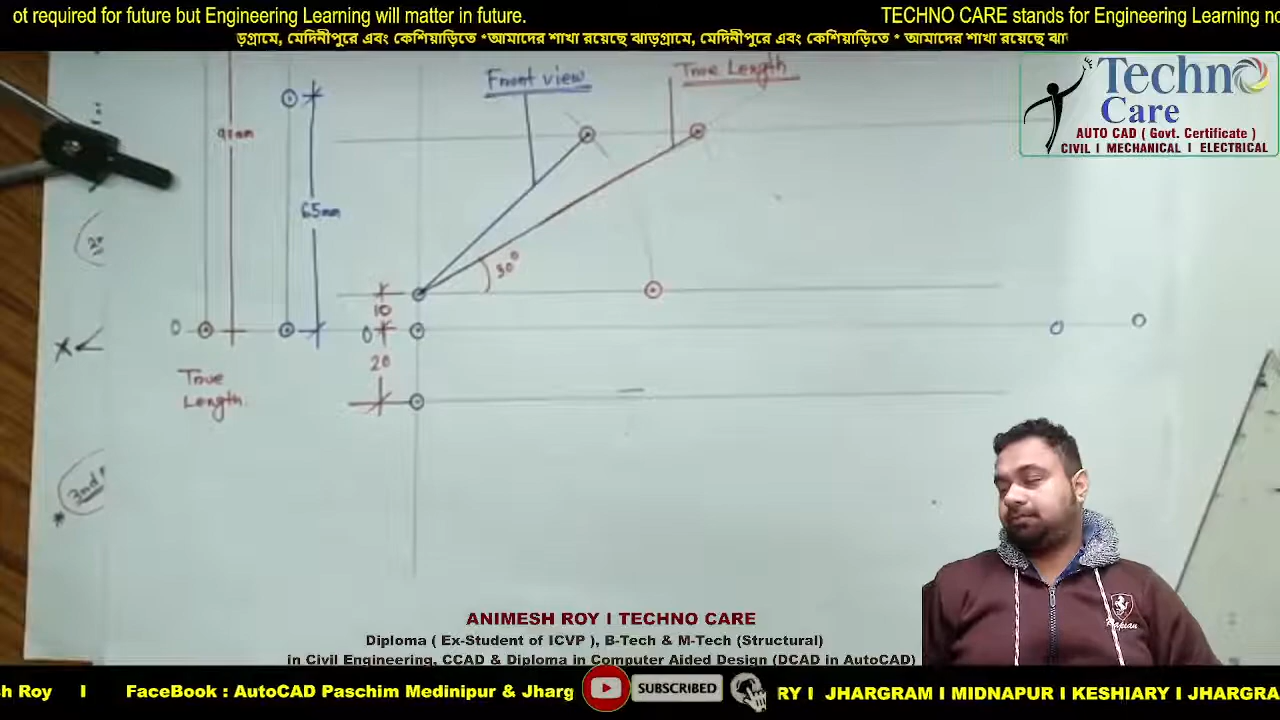 ot required for future but Engineering Learning will matter in future.
TECHNO CARE stands for Engineering Learning no
ড়গ্রামে, মেদিনীপুরে এবং কেশিয়াড়িতে *আমাদের শাখা রয়েছে ঝাড়গ্রামে, মেদিনীপুরে এবং কেশিয়াড়িতে * আমাদের শাখা রয়েছে ঝা
Techno
Care
AUTO CAD ( Govt. Certificate )
CIVIL I MECHANICAL I ELECTRICAL
Front view
True Length
65mm
30°
10
0
0
20
True
Length
ANIMESH ROY I TECHNO CARE
Diploma ( Ex-Student of ICVP ), B-Tech & M-Tech (Structural)
in Civil Engineering, CCAD & Diploma in Computer Aided Design (DCAD in AutoCAD)
sh Roy I FaceBook : AutoCAD Paschim Medinipur & Jharg
SUBSCRIBED
RY I JHARGRAM I MIDNAPUR I KESHIARY I JHARGRA